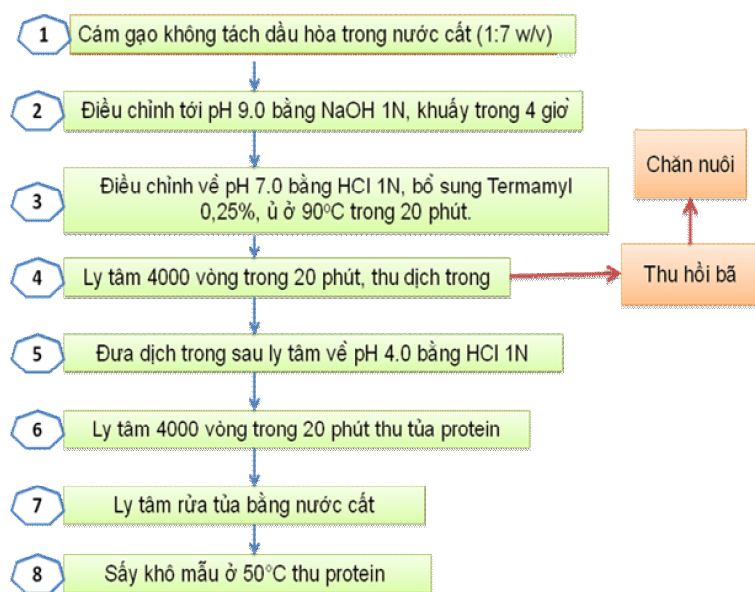 1
Cám gạo không tách dầu hòa trong nước cất (1:7 w/v)
2
Điều chỉnh tới pH 9.0 bằng NaOH 1N, khuấy trong 4 giờ
Chăn nuôi
3
Điều chỉnh về pH 7.0 bằng HCl 1N, bổ sung Termamyl
0,25%, ủ ở 90°C trong 20 phút.
4
Ly tâm 4000 vòng trong 20 phút, thu dịch trong
Thu hồi bã
5
Đưa dịch trong sau ly tâm về pH 4.0 bằng HCl 1N
6
Ly tâm 4000 vòng trong 20 phút thu tủa protein
7
Ly tâm rửa tủa bằng nước cất
8
Sấy khô mẫu ở 50°C thu protein